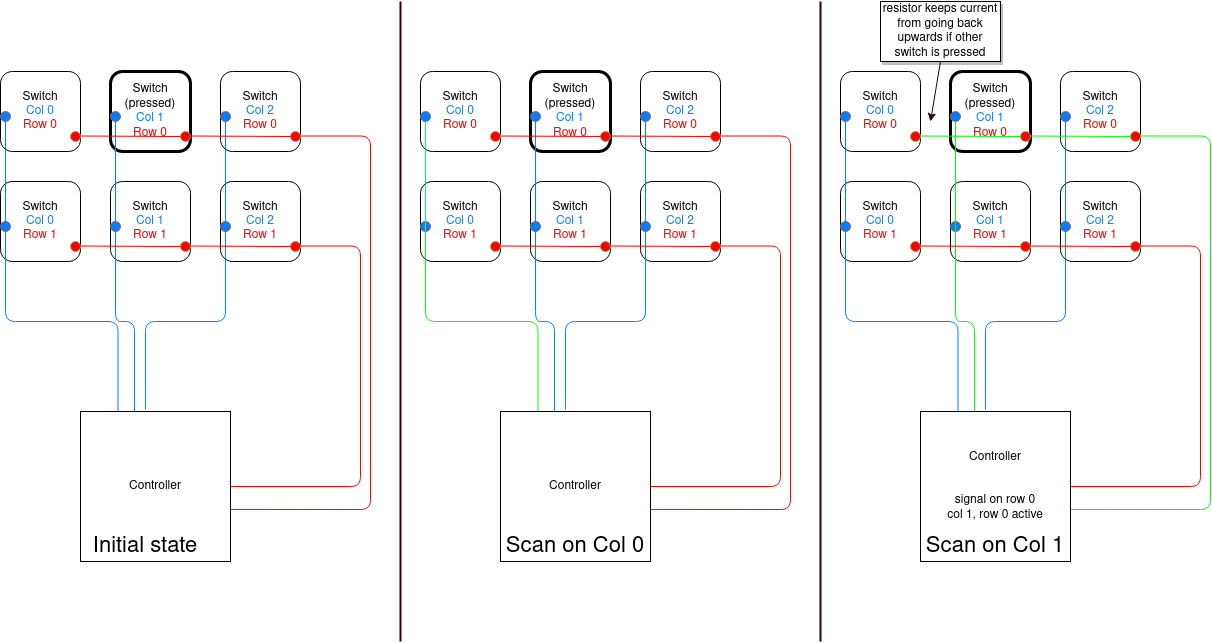 resistor keeps current
from going back
upwards if other
switch is pressed
Switch
Col 0
Row 0
Switch
(pressed)
Col 1
Row 0
Switch
Col 2
Row 0
Switch
Col 0
Row 1
Switch
Col 1
Row 1
Switch
Col 2
Row 1
Controller
Initial state
Switch
Col 0
Row 0
Switch
(pressed)
Col 1
Row 0
Switch
Col 2
Row 0
Switch
Col 0
Row 1
Switch
Col 1
Row 1
Switch
Col 2
Row 1
Controller
Scan on Col 0
Switch
Col 0
Row 0
Switch
(pressed)
Col 1
Row 0
Switch
Col 2
Row 0
Switch
Col 0
Row 1
Switch
Col 1
Row 1
Switch
Col 2
Row 1
Controller
signal on row 0
col 1, row 0 active
Scan on Col 1